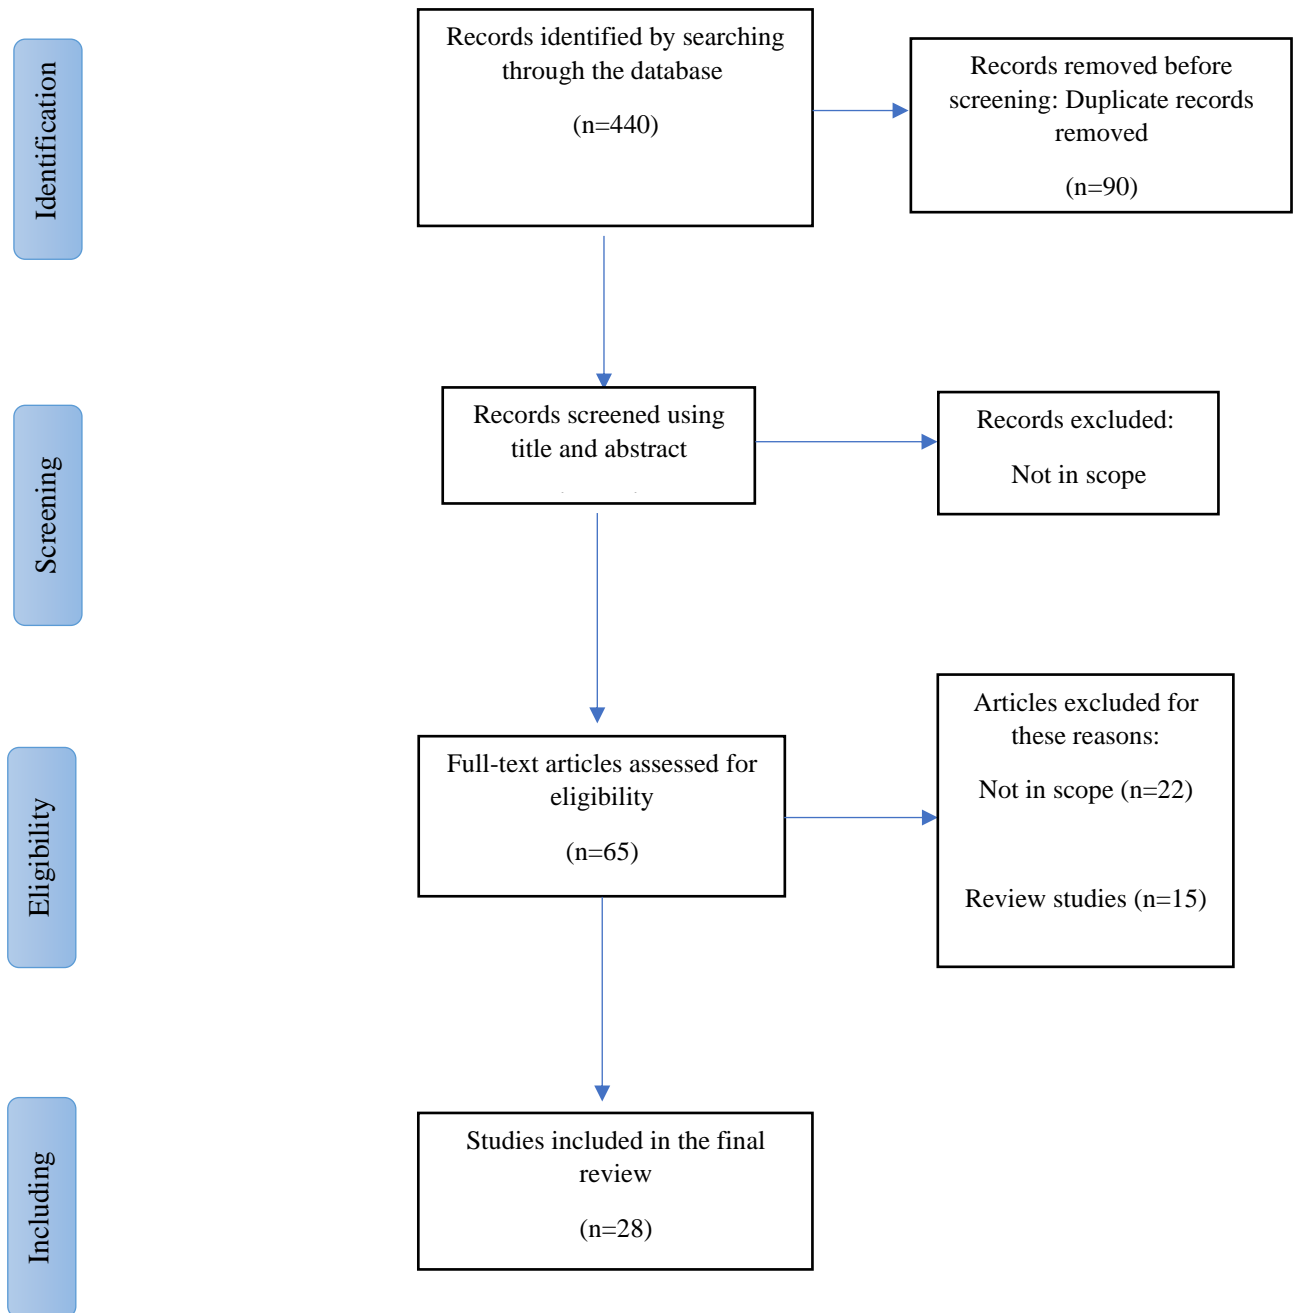 Identification
Records identified by searching
through the database
(n=440)
Records removed before
screening: Duplicate records
removed
(n=90)
Screening
Records screened using
title and abstract
Records excluded:
Not in scope
Eligibility
Full-text articles assessed for
eligibility
(n=65)
Articles excluded for
these reasons:
Not in scope (n=22)
Review studies (n=15)
Including
Studies included in the final
review
(n=28)